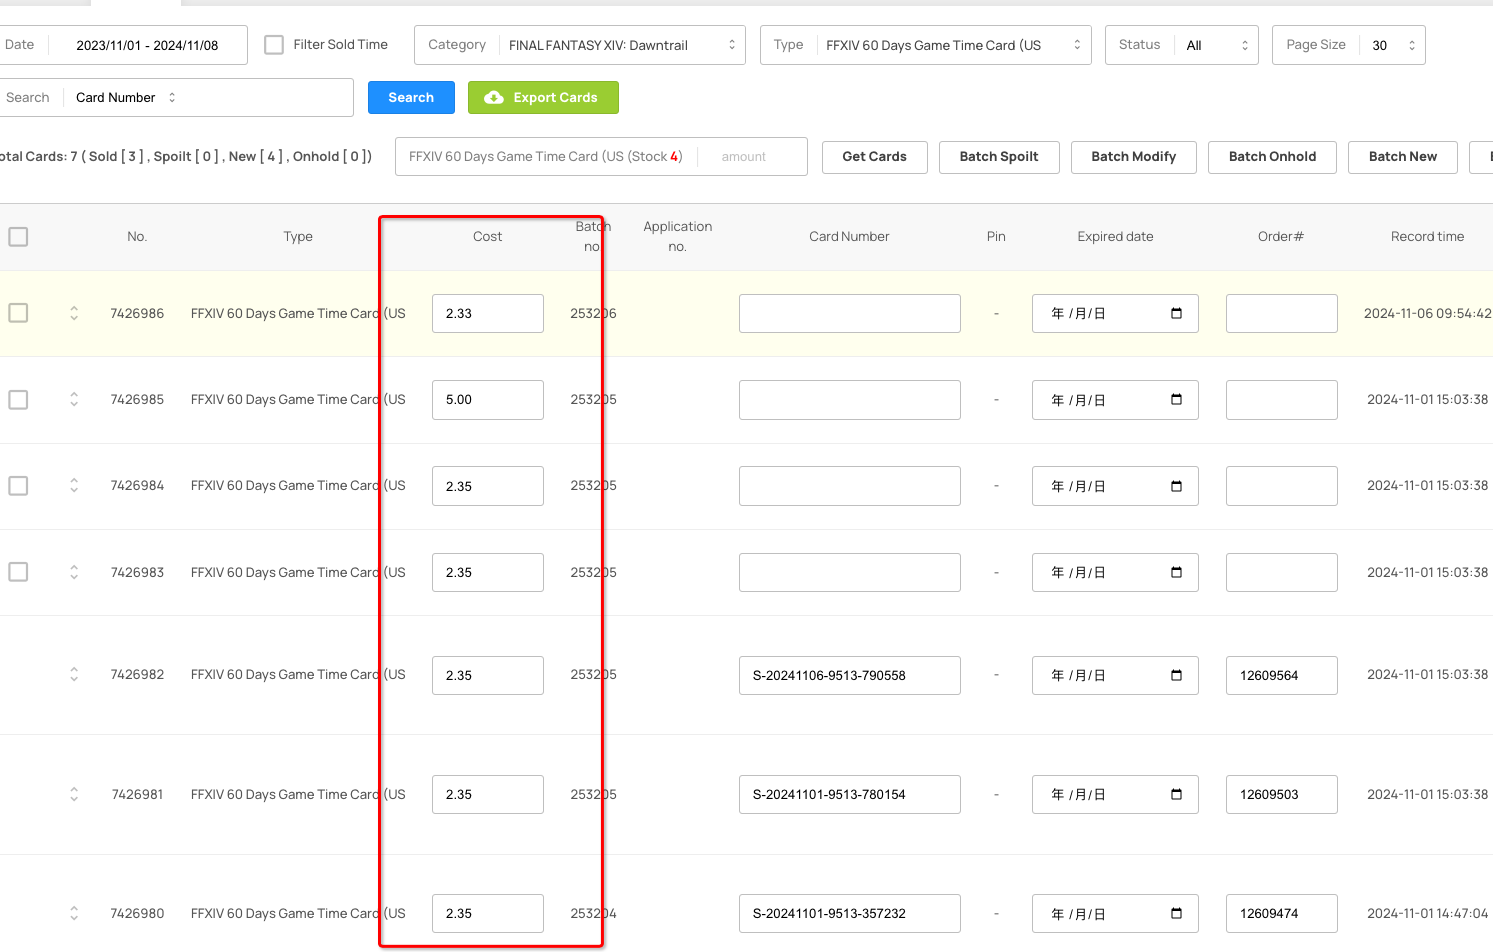 Date 2023/11/01 - 2024/11/08 Filter Sold Time Category FINAL FANTASY XIV: Dawntrail Type FFXIV 60 Days Game Time Card (US Status All Page Size 30
Search Card Number Search Export Cards
otal Cards: 7 ( Sold [ 3 ] , Spoilt [ 0 ] , New [ 4 ] , Onhold [ 0 ]) FFXIV 60 Days Game Time Card (US (Stock 4) amount Get Cards Batch Spoilt Batch Modify Batch Onhold Batch New
No. Type Cost Batch no. Application no. Card Number Pin Expired date Order# Record time
7426986 FFXIV 60 Days Game Time Card (US 2.33 253206 - 年 /月/日 2024-11-06 09:54:42
7426985 FFXIV 60 Days Game Time Card (US 5.00 253205 - 年 /月/日 2024-11-01 15:03:38
7426984 FFXIV 60 Days Game Time Card (US 2.35 253205 - 年 /月/日 2024-11-01 15:03:38
7426983 FFXIV 60 Days Game Time Card (US 2.35 253205 - 年 /月/日 2024-11-01 15:03:38
7426982 FFXIV 60 Days Game Time Card (US 2.35 253205 S-20241106-9513-790558 - 年 /月/日 12609564 2024-11-01 15:03:38
7426981 FFXIV 60 Days Game Time Card (US 2.35 253205 S-20241101-9513-780154 - 年 /月/日 12609503 2024-11-01 15:03:38
7426980 FFXIV 60 Days Game Time Card (US 2.35 253204 S-20241101-9513-357232 - 年 /月/日 12609474 2024-11-01 14:47:04